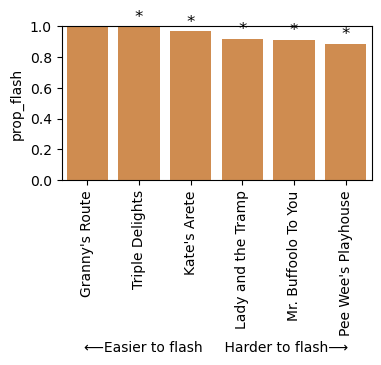 * * * * *
prop_flash
1.0
0.8
0.6
0.4
0.2
0.0
Granny's Route
Triple Delights
Kate's Arete
Lady and the Tramp
Mr. Buffoolo To You
Pee Wee's Playhouse
⟵Easier to flash Harder to flash⟶